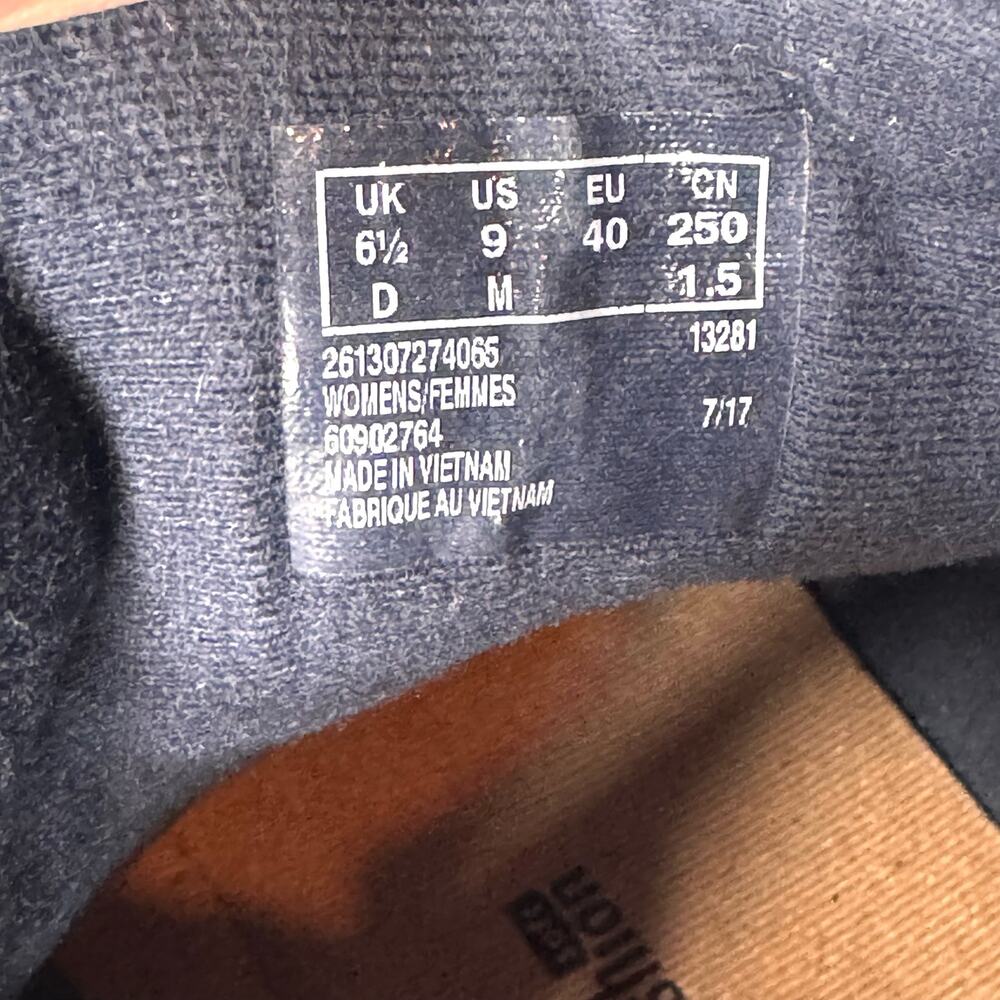 UK US EU CN
6½ 9 40 250
D M 1.5
261307274065 13281
WOMENS/FEMMES
60902764 7/17
MADE IN VIETNAM
FABRIQUE AU VIETNAM